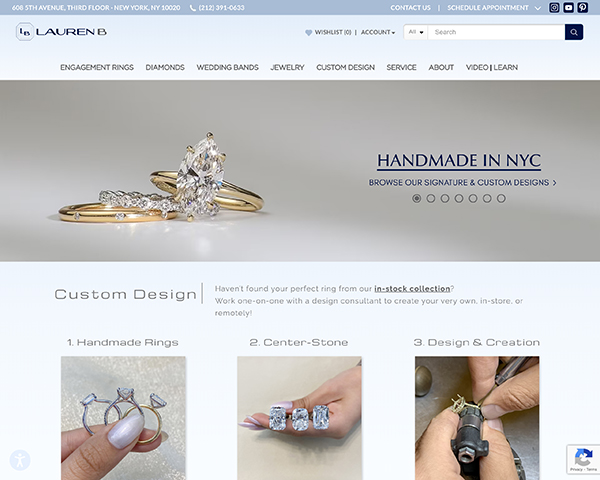 608 5TH AVENUE, THIRD FLOOR - NEW YORK, NY 10020 (212) 391-0633 CONTACT US | SCHEDULE APPOINTMENT
LB LAUREN B WISHLIST (0) | ACCOUNT All Search
ENGAGEMENT RINGS DIAMONDS WEDDING BANDS JEWELRY CUSTOM DESIGN SERVICE ABOUT VIDEO | LEARN
HANDMADE IN NYC
BROWSE OUR SIGNATURE & CUSTOM DESIGNS >
Custom Design
Haven't found your perfect ring from our in-stock collection?
Work one-on-one with a design consultant to create your very own, in-store, or
remotely!
1. Handmade Rings 2. Center-Stone 3. Design & Creation
Privacy - Terms